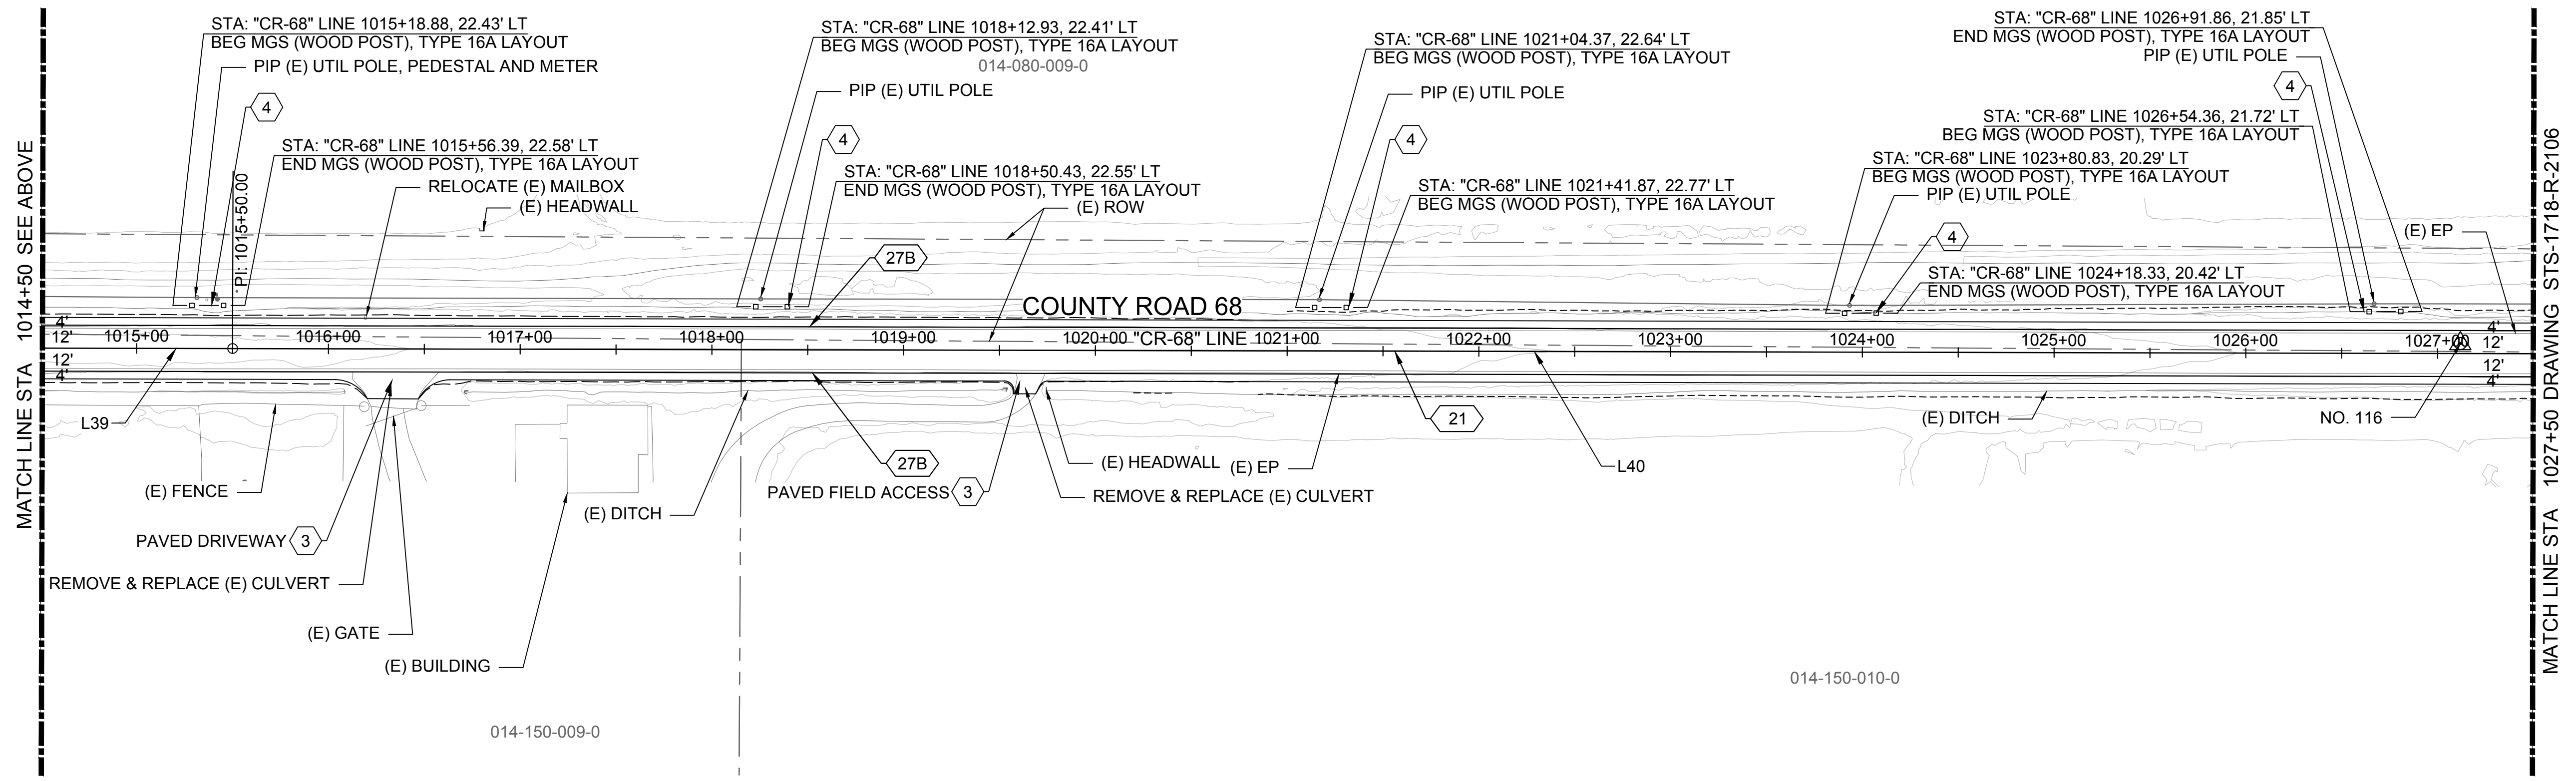 STA: "CR-68" LINE 1015+18.88, 22.43' LT
BEG MGS (WOOD POST), TYPE 16A LAYOUT
PIP (E) UTIL POLE, PEDESTAL AND METER
4
STA: "CR-68" LINE 1015+56.39, 22.58' LT
END MGS (WOOD POST), TYPE 16A LAYOUT
RELOCATE (E) MAILBOX
(E) HEADWALL
PI: 1015+50.00
STA: "CR-68" LINE 1018+12.93, 22.41' LT
BEG MGS (WOOD POST), TYPE 16A LAYOUT
014-080-009-0
PIP (E) UTIL POLE
4
STA: "CR-68" LINE 1018+50.43, 22.55' LT
END MGS (WOOD POST), TYPE 16A LAYOUT
(E) ROW
27B
STA: "CR-68" LINE 1021+04.37, 22.64' LT
BEG MGS (WOOD POST), TYPE 16A LAYOUT
PIP (E) UTIL POLE
4
STA: "CR-68" LINE 1021+41.87, 22.77' LT
BEG MGS (WOOD POST), TYPE 16A LAYOUT
STA: "CR-68" LINE 1026+91.86, 21.85' LT
END MGS (WOOD POST), TYPE 16A LAYOUT
PIP (E) UTIL POLE
4
STA: "CR-68" LINE 1026+54.36, 21.72' LT
BEG MGS (WOOD POST), TYPE 16A LAYOUT
STA: "CR-68" LINE 1023+80.83, 20.29' LT
BEG MGS (WOOD POST), TYPE 16A LAYOUT
PIP (E) UTIL POLE
4
(E) EP
STA: "CR-68" LINE 1024+18.33, 20.42' LT
END MGS (WOOD POST), TYPE 16A LAYOUT
MATCH LINE STA 1014+50 SEE ABOVE
COUNTY ROAD 68
4'
12'
12'
4'
1015+00 1016+00 1017+00 1018+00 1019+00 1020+00 "CR-68" LINE 1021+00 1022+00 1023+00 1024+00 1025+00 1026+00 1027+00
4'
12'
12'
4'
MATCH LINE STA 1027+50 DRAWING STS-1718-R-2106
L39
(E) FENCE
PAVED DRIVEWAY 3
REMOVE & REPLACE (E) CULVERT
(E) GATE
(E) BUILDING
(E) DITCH
27B
PAVED FIELD ACCESS 3
(E) HEADWALL
(E) EP
REMOVE & REPLACE (E) CULVERT
21
L40
(E) DITCH
NO. 116
014-150-010-0
014-150-009-0